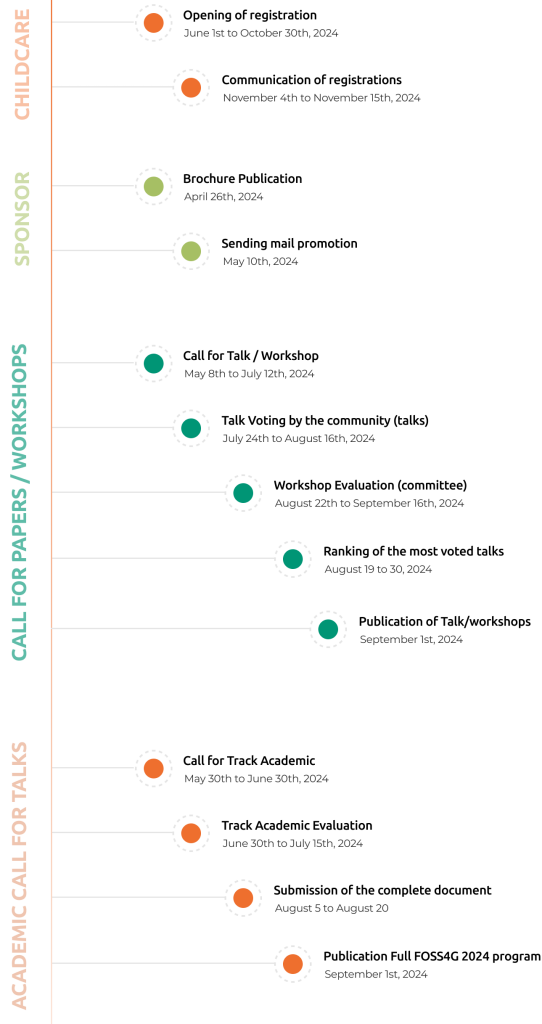 CHILDCARE
Opening of registration
June 1st to October 30th, 2024
Communication of registrations
November 4th to November 15th, 2024
SPONSOR
Brochure Publication
April 26th, 2024
Sending mail promotion
May 10th, 2024
CALL FOR PAPERS / WORKSHOPS
Call for Talk / Workshop
May 8th to July 12th, 2024
Talk Voting by the community (talks)
July 24th to August 16th, 2024
Workshop Evaluation (committee)
August 22th to September 16th, 2024
Ranking of the most voted talks
August 19 to 30, 2024
Publication of Talk/workshops
September 1st, 2024
ACADEMIC CALL FOR TALKS
Call for Track Academic
May 30th to June 30th, 2024
Track Academic Evaluation
June 30th to July 15th, 2024
Submission of the complete document
August 5 to August 20
Publication Full FOSS4G 2024 program
September 1st, 2024